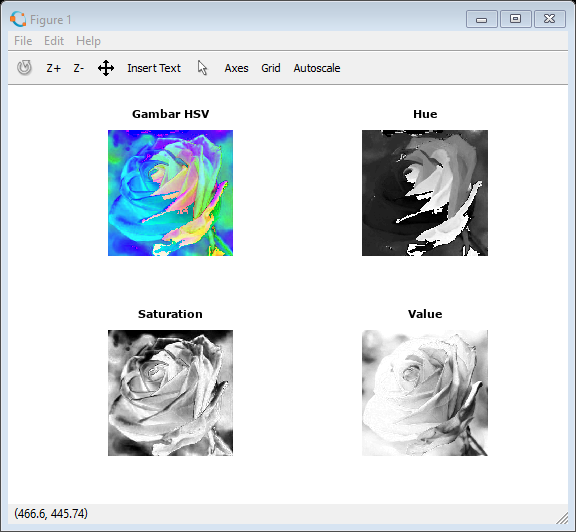 Figure 1
File Edit Help
Z+ Z- Insert Text Axes Grid Autoscale
Gambar HSV Hue
Saturation Value
(466.6, 445.74)